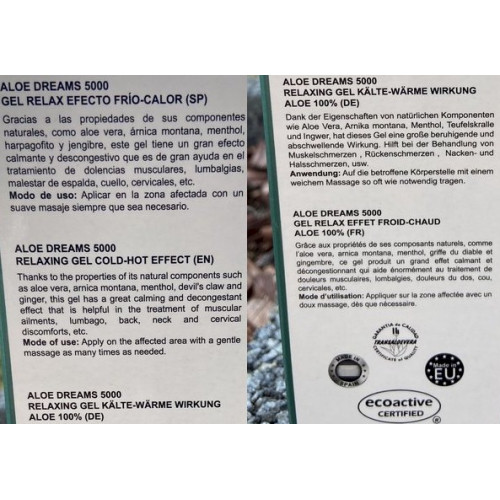 ALOE DREAMS 5000
GEL RELAX EFECTO FRÍO-CALOR (SP)
Gracias a las propiedades de sus componentes
naturales, como aloe vera, árnica montana, menthol,
harpagofito y jengibre, este gel tiene un gran efecto
calmante y descongestivo que es de gran ayuda en el
tratamiento de dolencias musculares, lumbalgias,
malestar de espalda, cuello, cervicales, etc.
Modo de uso: Aplicar en la zona afectada con un
suave masaje siempre que sea necesario.
ALOE DREAMS 5000
RELAXING GEL COLD-HOT EFFECT (EN)
Thanks to the properties of its natural components such
as aloe vera, arnica montana, menthol, devil's claw and
ginger, this gel has a great calming and decongestant
effect that is helpful in the treatment of muscular
ailments, lumbago, back, neck and cervical
discomforts, etc.
Mode of use: Apply on the affected area with a gentle
massage as many times as needed.
ALOE DREAMS 5000
RELAXING GEL KÄLTE-WÄRME WIRKUNG
ALOE 100% (DE)
ALOE DREAMS 5000
RELAXING GEL KÄLTE-WÄRME WIRKUNG
ALOE 100% (DE)
Dank der Eigenschaften von natürlichen Komponenten
wie Aloe Vera, Arnika montana, Menthol, Teufelskralle
und Ingwer, hat dieses Gel eine große beruhigende und
abschwellende Wirkung. Hilft bei der Behandlung von
Muskelschmerzen , Rückenschmerzen , Nacken- und
Halsschmerzen, usw.
Anwendung: Auf die betroffene Körperstelle mit einem
weichem Massage so oft wie notwendig tragen.
ALOE DREAMS 5000
GEL RELAX EFFET FROID-CHAUD
ALOE 100% (FR)
Grâce aux propriétés de ses composants naturels, comme
l'aloe vera, arnica montana, menthol, griffe du diable et
gingembre, ce gel produit un grand effet calmant et
décongestionnant qui aide énormément au traitement de
douleurs musculaires, lombalgies, douleurs du dos, cou,
cervicales, etc.
Mode d'utilisation: Appliquer sur la zone affectée avec un
doux massage, dès que nécessaire.
GARANTIA de CALIDAD
TRANSALOEVERA
CERTIFICATE of QUALITY
MADE IN
SPAIN
Made in
EU
ecoactive
CERTIFIED
®